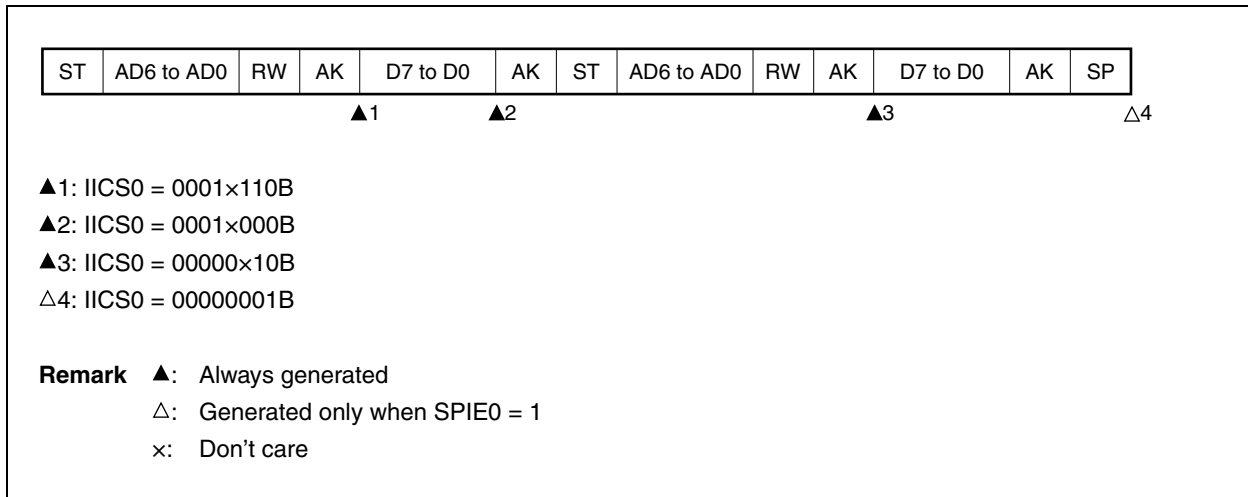 ST AD6 to AD0 RW AK D7 to D0 AK ST AD6 to AD0 RW AK D7 to D0 AK SP
▲1 ▲2 ▲3 △4
▲1: IICS0 = 0001×110B
▲2: IICS0 = 0001×000B
▲3: IICS0 = 00000×10B
△4: IICS0 = 00000001B
Remark ▲: Always generated
△: Generated only when SPIE0 = 1
×: Don't care